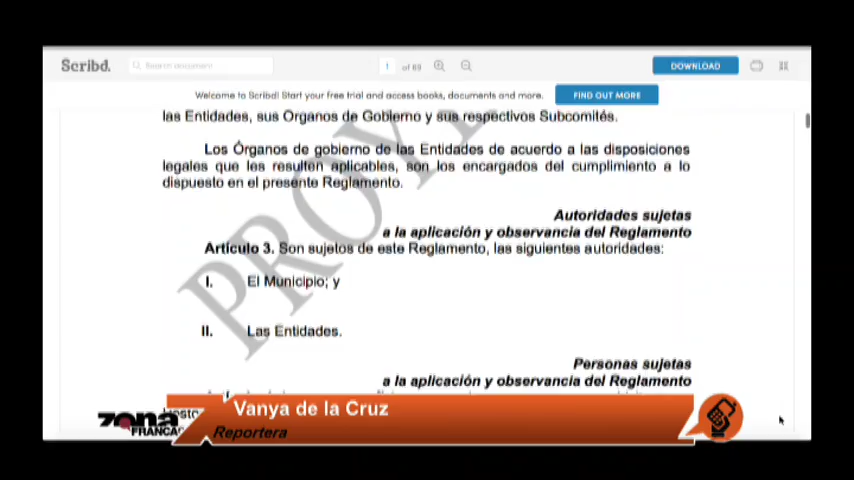 Scribd.
Search document
1 of 69
DOWNLOAD
Welcome to Scribd! Start your free trial and access books, documents and more.
FIND OUT MORE
las Entidades, sus Organos de Gobierno y sus respectivos Subcomités.
Los Órganos de gobierno de las Entidades de acuerdo a las disposiciones
legales que les resulten aplicables, son los encargados del cumplimiento a lo
dispuesto en el presente Reglamento.
Autoridades sujetas
a la aplicación y observancia del Reglamento
Artículo 3. Son sujetos de este Reglamento, las siguientes autoridades:
I. El Municipio; y
II. Las Entidades.
Personas sujetas
a la aplicación y observancia del Reglamento
PROY
Vanya de la Cruz
Reportera
zona
FRANCA